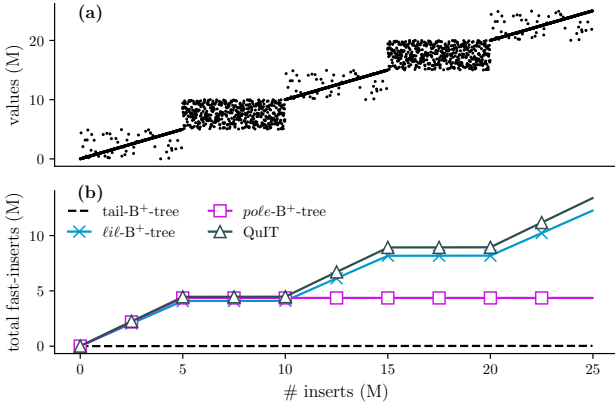 (a)
values (M)
20
10
0
(b)
total fast-inserts (M)
tail-B⁺-tree
ℓiℓ-B⁺-tree
pole-B⁺-tree
QuIT
10
5
0
0 5 10 15 20 25
# inserts (M)